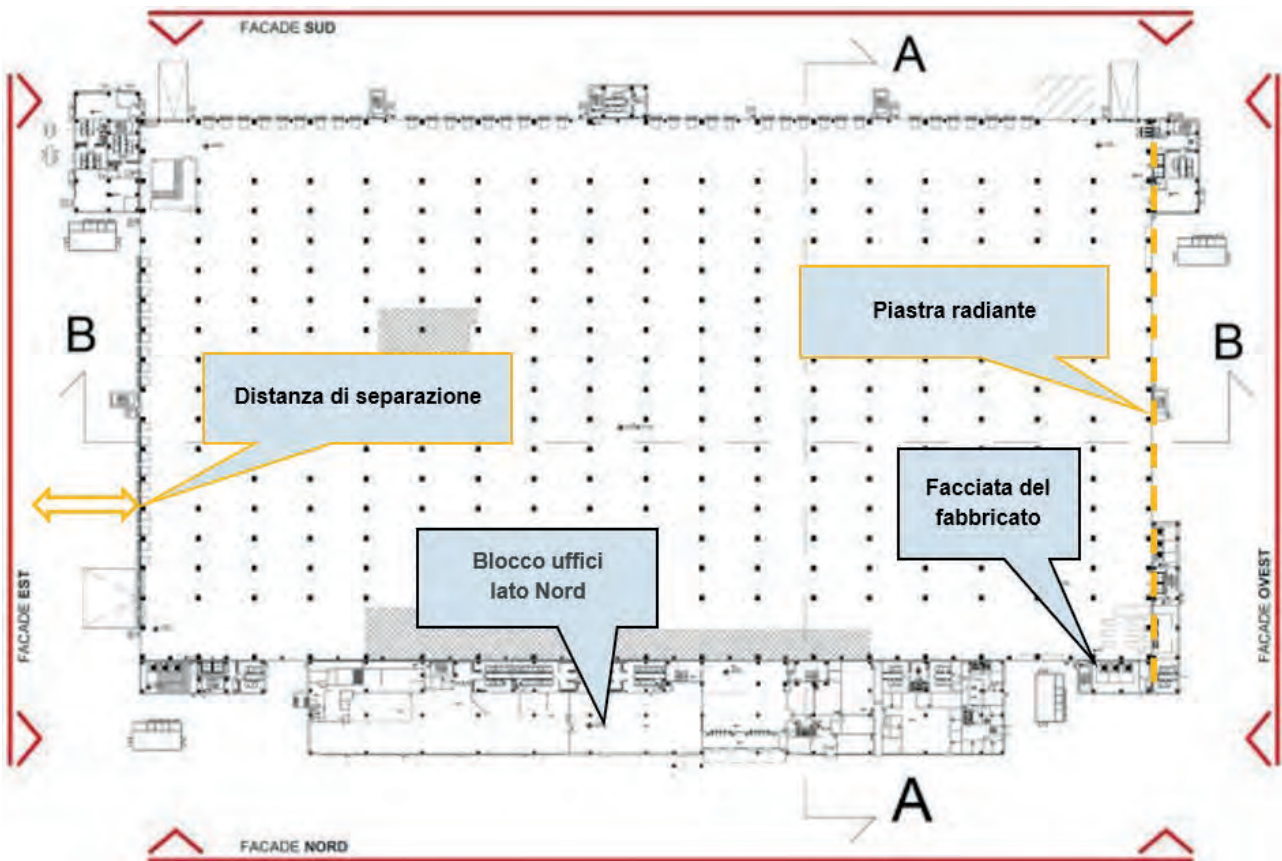 FACADE SUD
A
B
Piastra radiante
B
Distanza di separazione
Facciata del
fabbricato
Blocco uffici
lato Nord
FACADE EST
FACADE OVEST
A
FACADE NORD